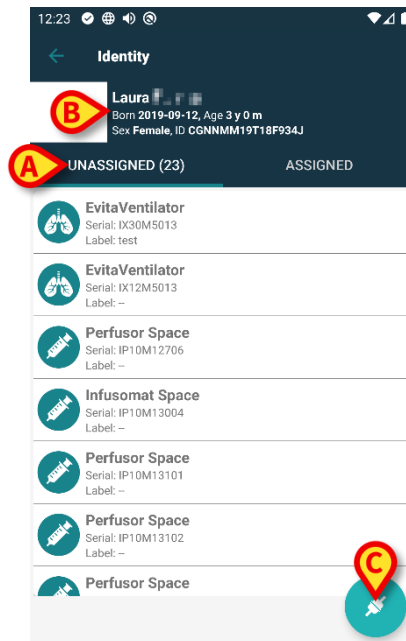 12:23
Identity
Laura
Born 2019-09-12, Age 3 y 0 m
Sex Female, ID CGNNMM19T18F934J
B
A
UNASSIGNED (23)
ASSIGNED
EvitaVentilator
Serial: IX30M5013
Label: test
EvitaVentilator
Serial: IX12M5013
Label: --
Perfusor Space
Serial: IP10M12706
Label: --
Infusomat Space
Serial: IP10M13004
Label: --
Perfusor Space
Serial: IP10M13101
Label: --
Perfusor Space
Serial: IP10M13102
Label: --
Perfusor Space
C